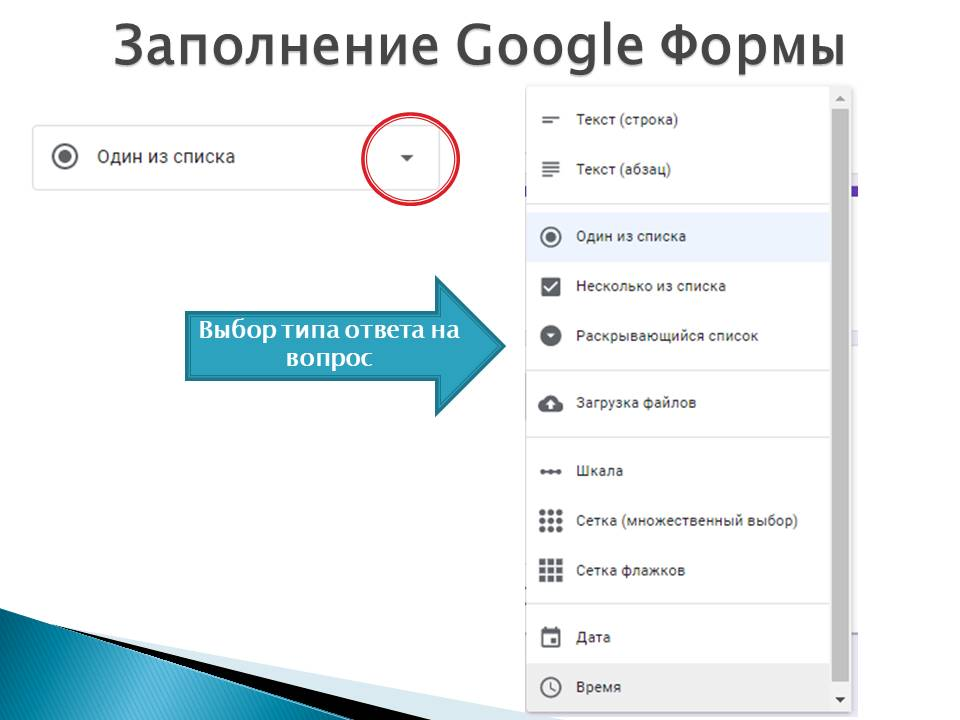 Заполнение Google Формы
Один из списка
Выбор типа ответа на
вопрос
Текст (строка)
Текст (абзац)
Один из списка
Несколько из списка
Раскрывающийся список
Загрузка файлов
Шкала
Сетка (множественный выбор)
Сетка флажков
Дата
Время